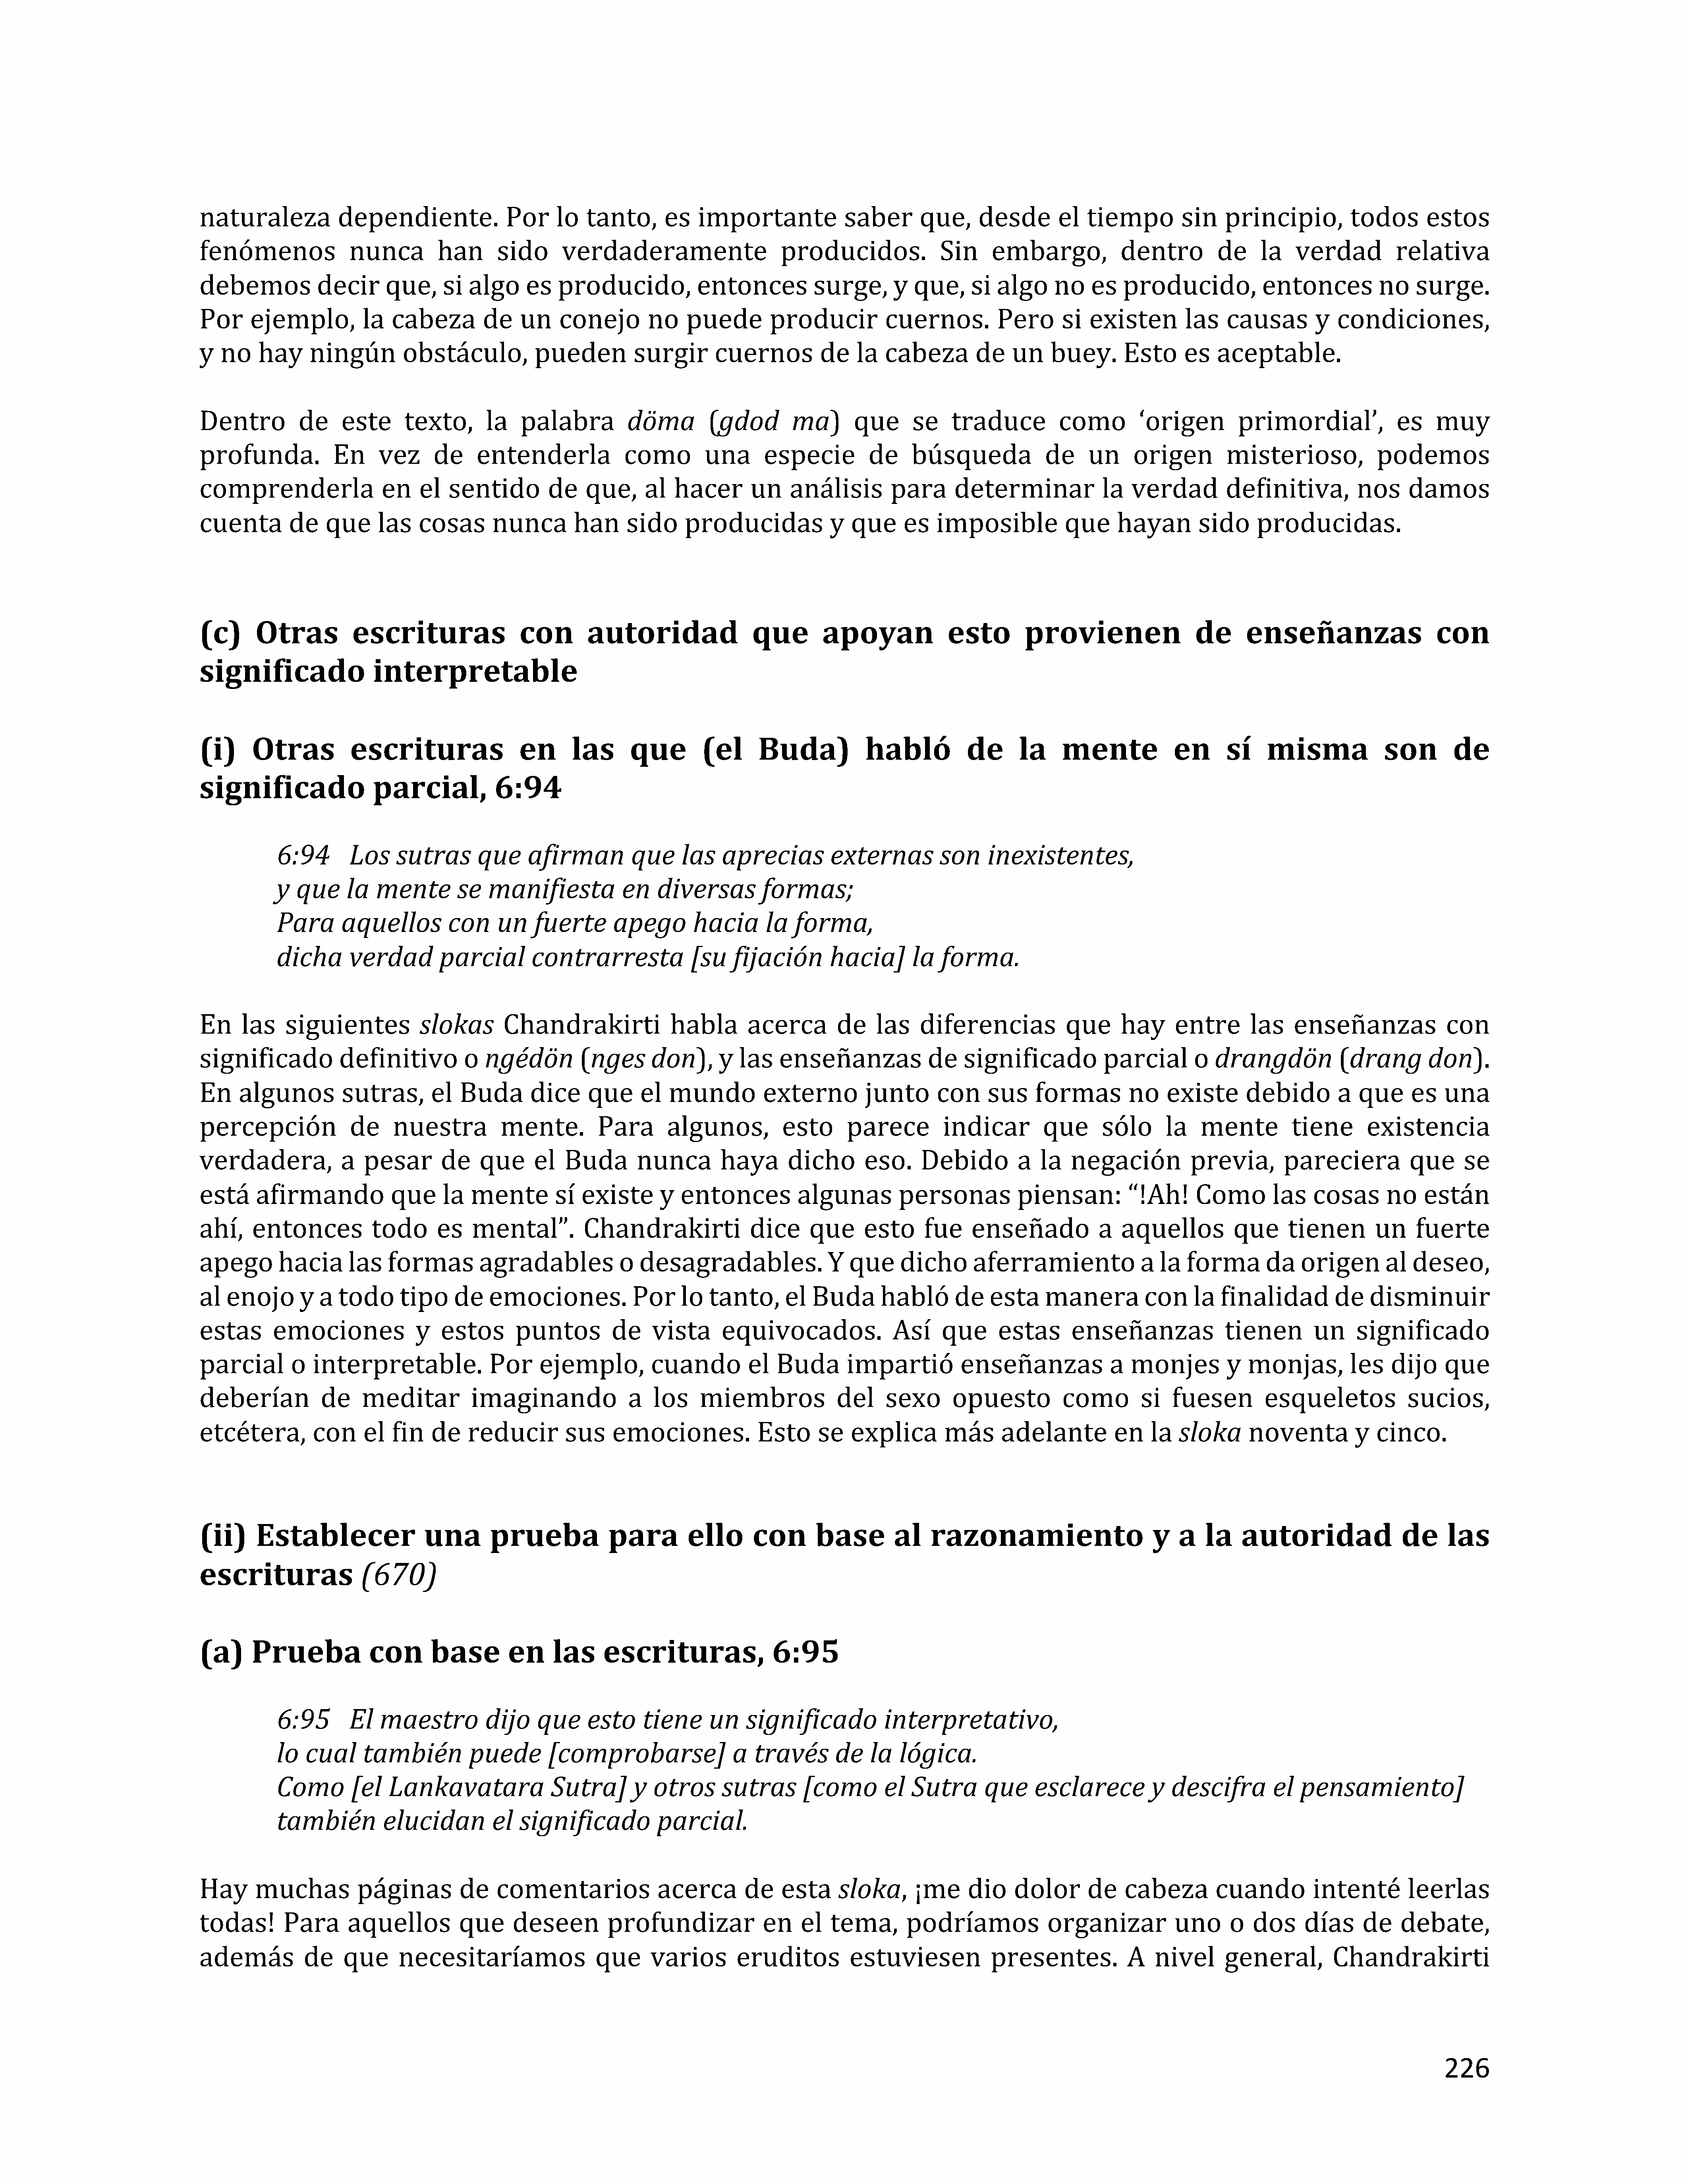 naturaleza dependiente. Por lo tanto, es importante saber que, desde el tiempo sin principio, todos estos
fenómenos nunca han sido verdaderamente producidos. Sin embargo, dentro de la verdad relativa
debemos decir que, si algo es producido, entonces surge, y que, si algo no es producido, entonces no surge.
Por ejemplo, la cabeza de un conejo no puede producir cuernos. Pero si existen las causas y condiciones,
y no hay ningún obstáculo, pueden surgir cuernos de la cabeza de un buey. Esto es aceptable.
Dentro de este texto, la palabra döma (gdod ma) que se traduce como ‘origen primordial’, es muy
profunda. En vez de entenderla como una especie de búsqueda de un origen misterioso, podemos
comprenderla en el sentido de que, al hacer un análisis para determinar la verdad definitiva, nos damos
cuenta de que las cosas nunca han sido producidas y que es imposible que hayan sido producidas.
(c) Otras escrituras con autoridad que apoyan esto provienen de enseñanzas con
significado interpretable
(i) Otras escrituras en las que (el Buda) habló de la mente en sí misma son de
significado parcial, 6:94
6:94 Los sutras que afirman que las aprecias externas son inexistentes,
y que la mente se manifiesta en diversas formas;
Para aquellos con un fuerte apego hacia la forma,
dicha verdad parcial contrarresta [su fijación hacia] la forma.
En las siguientes slokas Chandrakirti habla acerca de las diferencias que hay entre las enseñanzas con
significado definitivo o ngédön (nges don), y las enseñanzas de significado parcial o drangdön (drang don).
En algunos sutras, el Buda dice que el mundo externo junto con sus formas no existe debido a que es una
percepción de nuestra mente. Para algunos, esto parece indicar que sólo la mente tiene existencia
verdadera, a pesar de que el Buda nunca haya dicho eso. Debido a la negación previa, pareciera que se
está afirmando que la mente sí existe y entonces algunas personas piensan: “!Ah! Como las cosas no están
ahí, entonces todo es mental”. Chandrakirti dice que esto fue enseñado a aquellos que tienen un fuerte
apego hacia las formas agradables o desagradables. Y que dicho aferramiento a la forma da origen al deseo,
al enojo y a todo tipo de emociones. Por lo tanto, el Buda habló de esta manera con la finalidad de disminuir
estas emociones y estos puntos de vista equivocados. Así que estas enseñanzas tienen un significado
parcial o interpretable. Por ejemplo, cuando el Buda impartió enseñanzas a monjes y monjas, les dijo que
deberían de meditar imaginando a los miembros del sexo opuesto como si fuesen esqueletos sucios,
etcétera, con el fin de reducir sus emociones. Esto se explica más adelante en la sloka noventa y cinco.
(ii) Establecer una prueba para ello con base al razonamiento y a la autoridad de las
escrituras (670)
(a) Prueba con base en las escrituras, 6:95
6:95 El maestro dijo que esto tiene un significado interpretativo,
lo cual también puede [comprobarse] a través de la lógica.
Como [el Lankavatara Sutra] y otros sutras [como el Sutra que esclarece y descifra el pensamiento]
también elucidan el significado parcial.
Hay muchas páginas de comentarios acerca de esta sloka, ¡me dio dolor de cabeza cuando intenté leerlas
todas! Para aquellos que deseen profundizar en el tema, podríamos organizar uno o dos días de debate,
además de que necesitaríamos que varios eruditos estuviesen presentes. A nivel general, Chandrakirti
226